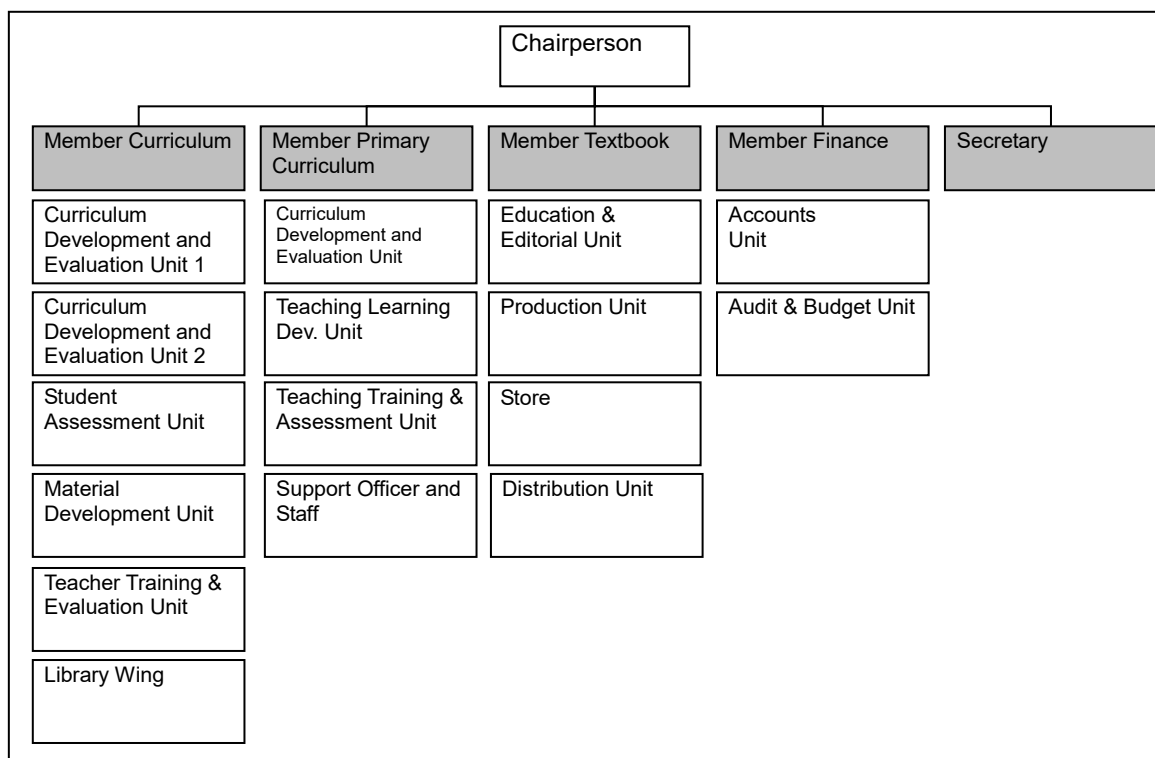 Chairperson
Member Curriculum
Member Primary
Curriculum
Member Textbook
Member Finance
Secretary
Curriculum
Development and
Evaluation Unit 1
Curriculum
Development and
Evaluation Unit
Education &
Editorial Unit
Accounts
Unit
Curriculum
Development and
Evaluation Unit 2
Teaching Learning
Dev. Unit
Production Unit
Audit & Budget Unit
Student
Assessment Unit
Teaching Training &
Assessment Unit
Store
Material
Development Unit
Support Officer and
Staff
Distribution Unit
Teacher Training &
Evaluation Unit
Library Wing